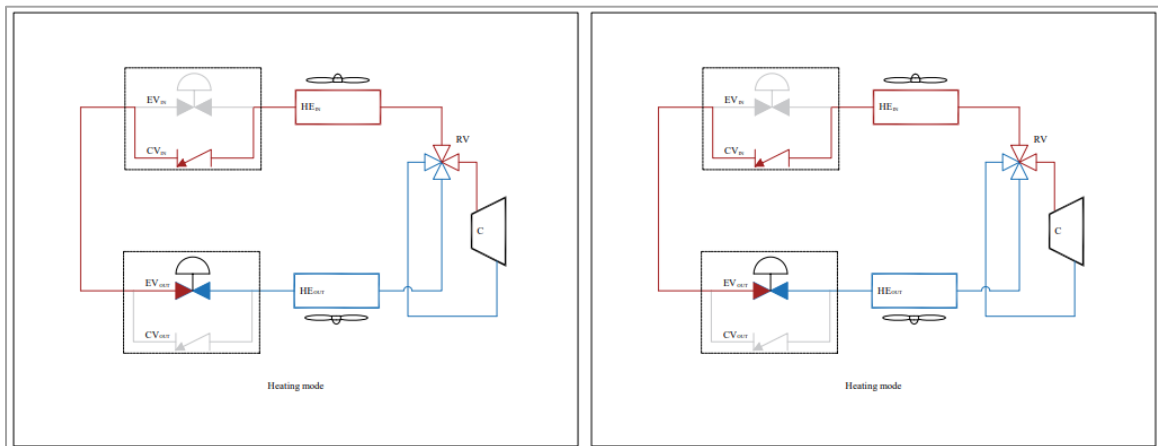 EVIN
HEIN
RV
CVIN
C
EVOUT
HEOUT
CVOUT
Heating mode
EVIN
HEIN
RV
CVIN
C
EVOUT
HEOUT
CVOUT
Heating mode